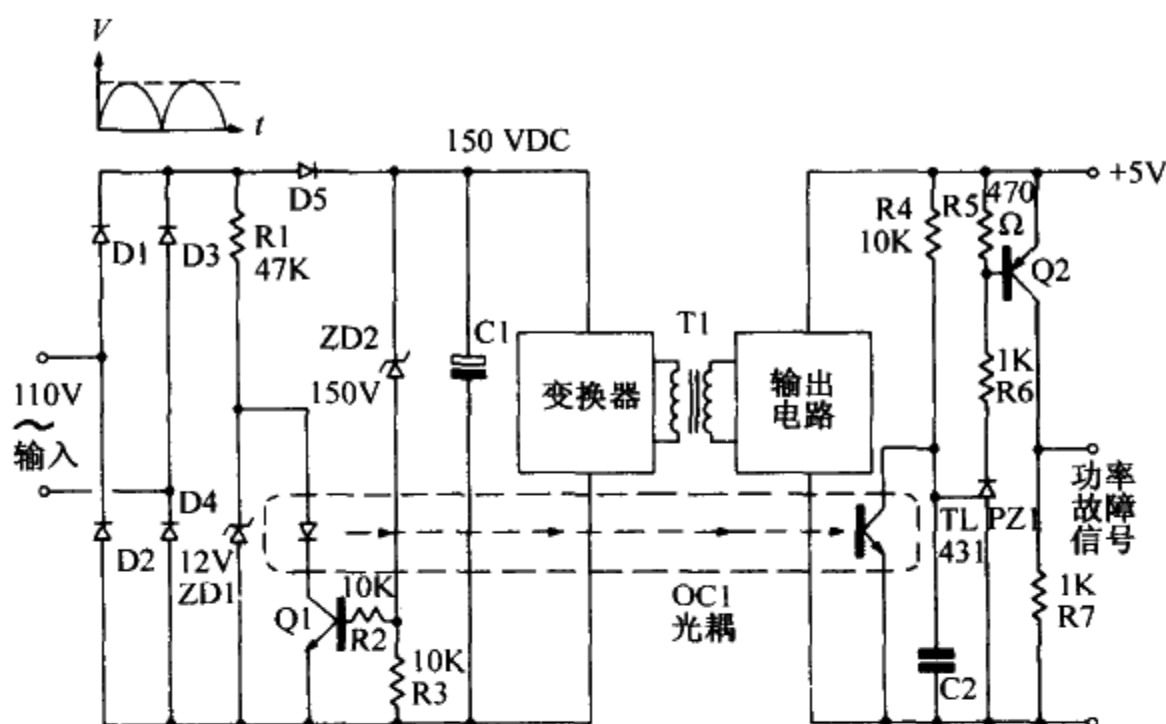 V
t
150 VDC
+5V
D5
D1
D3
R1
47K
R4
10K
R5
470
Ω
Q2
ZD2
150V
C1
T1
变换器
输出
电路
1K
R6
110V
～
输入
D4
D2
12V
ZD1
TL
431
PZ1
功率
故障
信号
Q1
10K
R2
10K
R3
OC1
光耦
1K
R7
C2